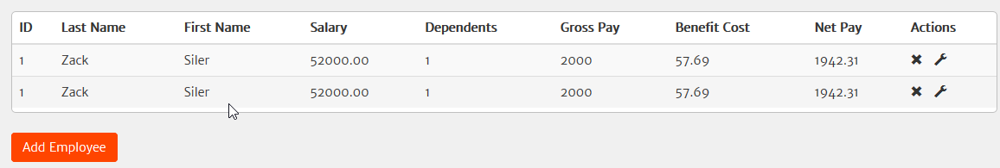 ID Last Name First Name Salary Dependents Gross Pay Benefit Cost Net Pay Actions
1 Zack Siler 52000.00 1 2000 57.69 1942.31
1 Zack Siler 52000.00 1 2000 57.69 1942.31
Add Employee